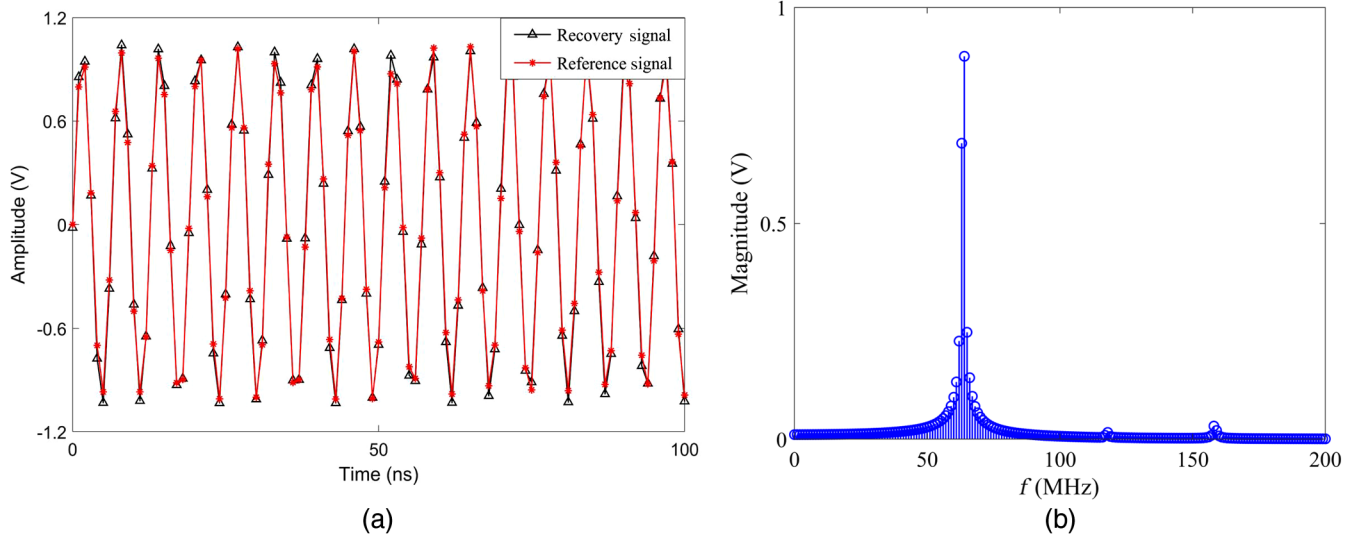 1.2
0.6
0
-0.6
-1.2
Amplitude (V)
0
50
100
Time (ns)
Recovery signal
Reference signal
(a)
1
0.5
0
Magnitude (V)
0
50
100
150
200
f (MHz)
(b)